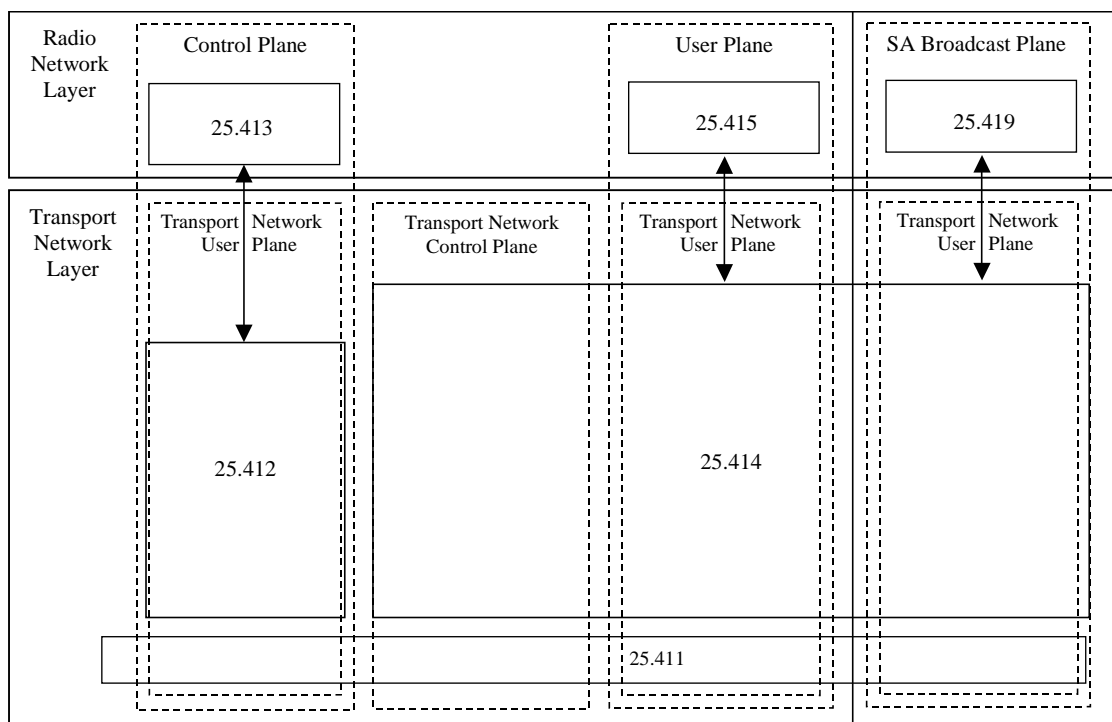 Radio
Network
Layer
Control Plane
User Plane
SA Broadcast Plane
25.413
25.415
25.419
Transport
Network
Layer
Transport Network
User Plane
Transport Network
Control Plane
Transport Network
User Plane
Transport Network
User Plane
25.412
25.414
25.411